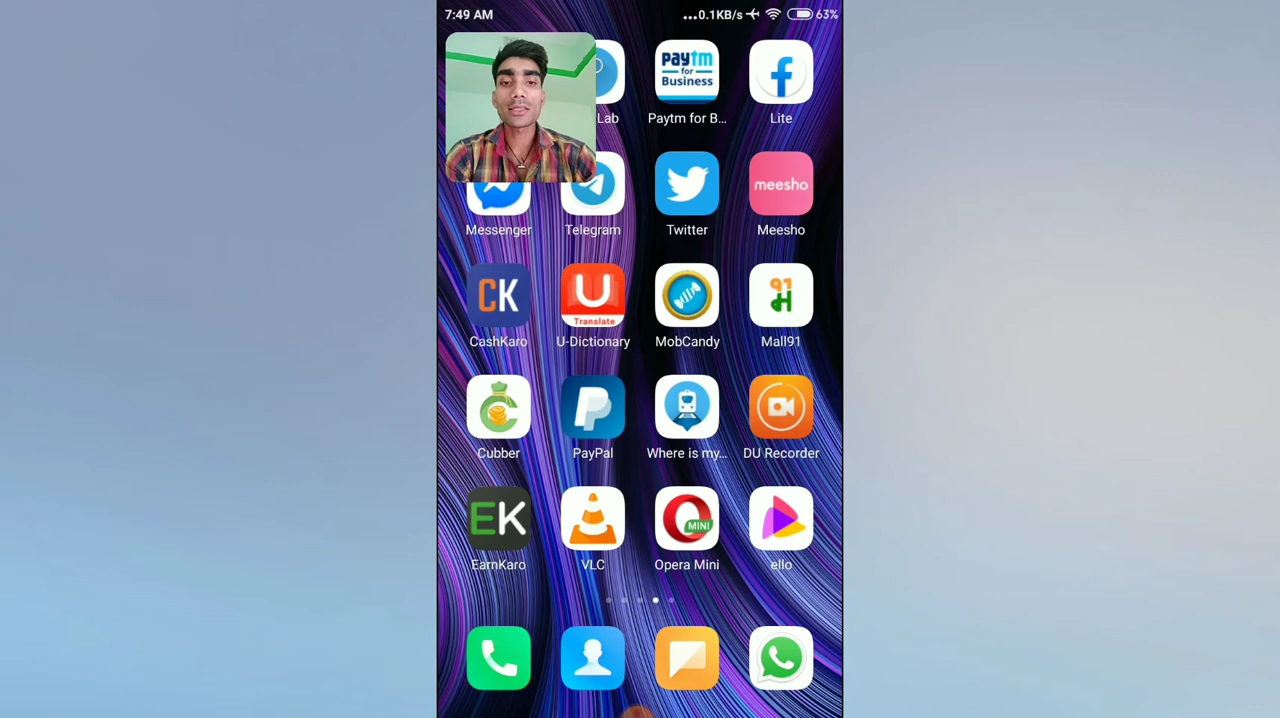 7:49 AM ...0.1KB/s 63%
paytm
for
Business
Lab Paytm for B... Lite
meesho
Messenger Telegram Twitter Meesho
CK U 91
Translate
CashKaro U-Dictionary MobCandy Mall91
Cubber PayPal Where is my... DU Recorder
EK MINI
EarnKaro VLC Opera Mini ello